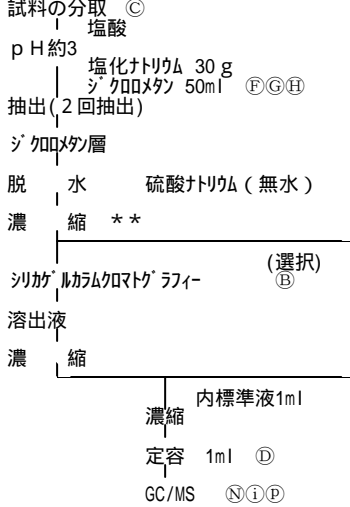 試料の分取 Ⓒ
塩酸
ｐＨ約3
塩化ﾅﾄﾘｳﾑ 30ｇ
ｼﾞｸﾛﾛﾒﾀﾝ 50ml ⒻⒼⒽ
抽出(２回抽出)
ｼﾞｸﾛﾛﾒﾀﾝ層
脱　水　　硫酸ﾅﾄﾘｳﾑ（無水）
濃　縮　＊＊
(選択)
ｼﾘｶｹﾞﾙｶﾗﾑｸﾛﾏﾄｸﾞﾗﾌｨｰ　Ⓑ
溶出液
濃　縮
内標準液1ml
濃縮
定容　1ml　Ⓓ
GC/MS　Ⓝⓘⓟ